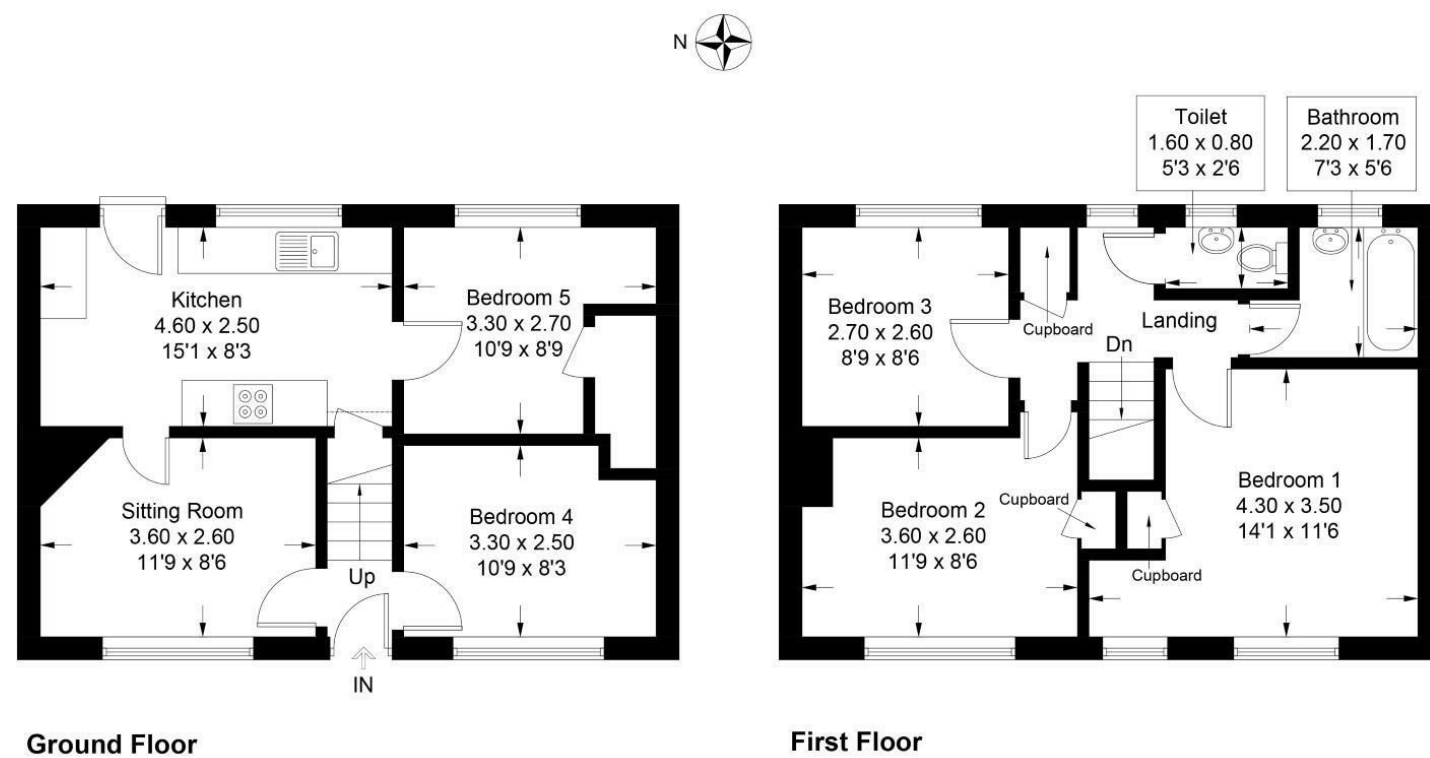 N
Toilet
1.60 x 0.80
5'3 x 2'6
Bathroom
2.20 x 1.70
7'3 x 5'6
Kitchen
4.60 x 2.50
15'1 x 8'3
Bedroom 5
3.30 x 2.70
10'9 x 8'9
Sitting Room
3.60 x 2.60
11'9 x 8'6
Bedroom 4
3.30 x 2.50
10'9 x 8'3
Up
IN
Ground Floor
Bedroom 3
2.70 x 2.60
8'9 x 8'6
Cupboard
Landing
Dn
Bedroom 2
3.60 x 2.60
11'9 x 8'6
Cupboard
Cupboard
Bedroom 1
4.30 x 3.50
14'1 x 11'6
First Floor